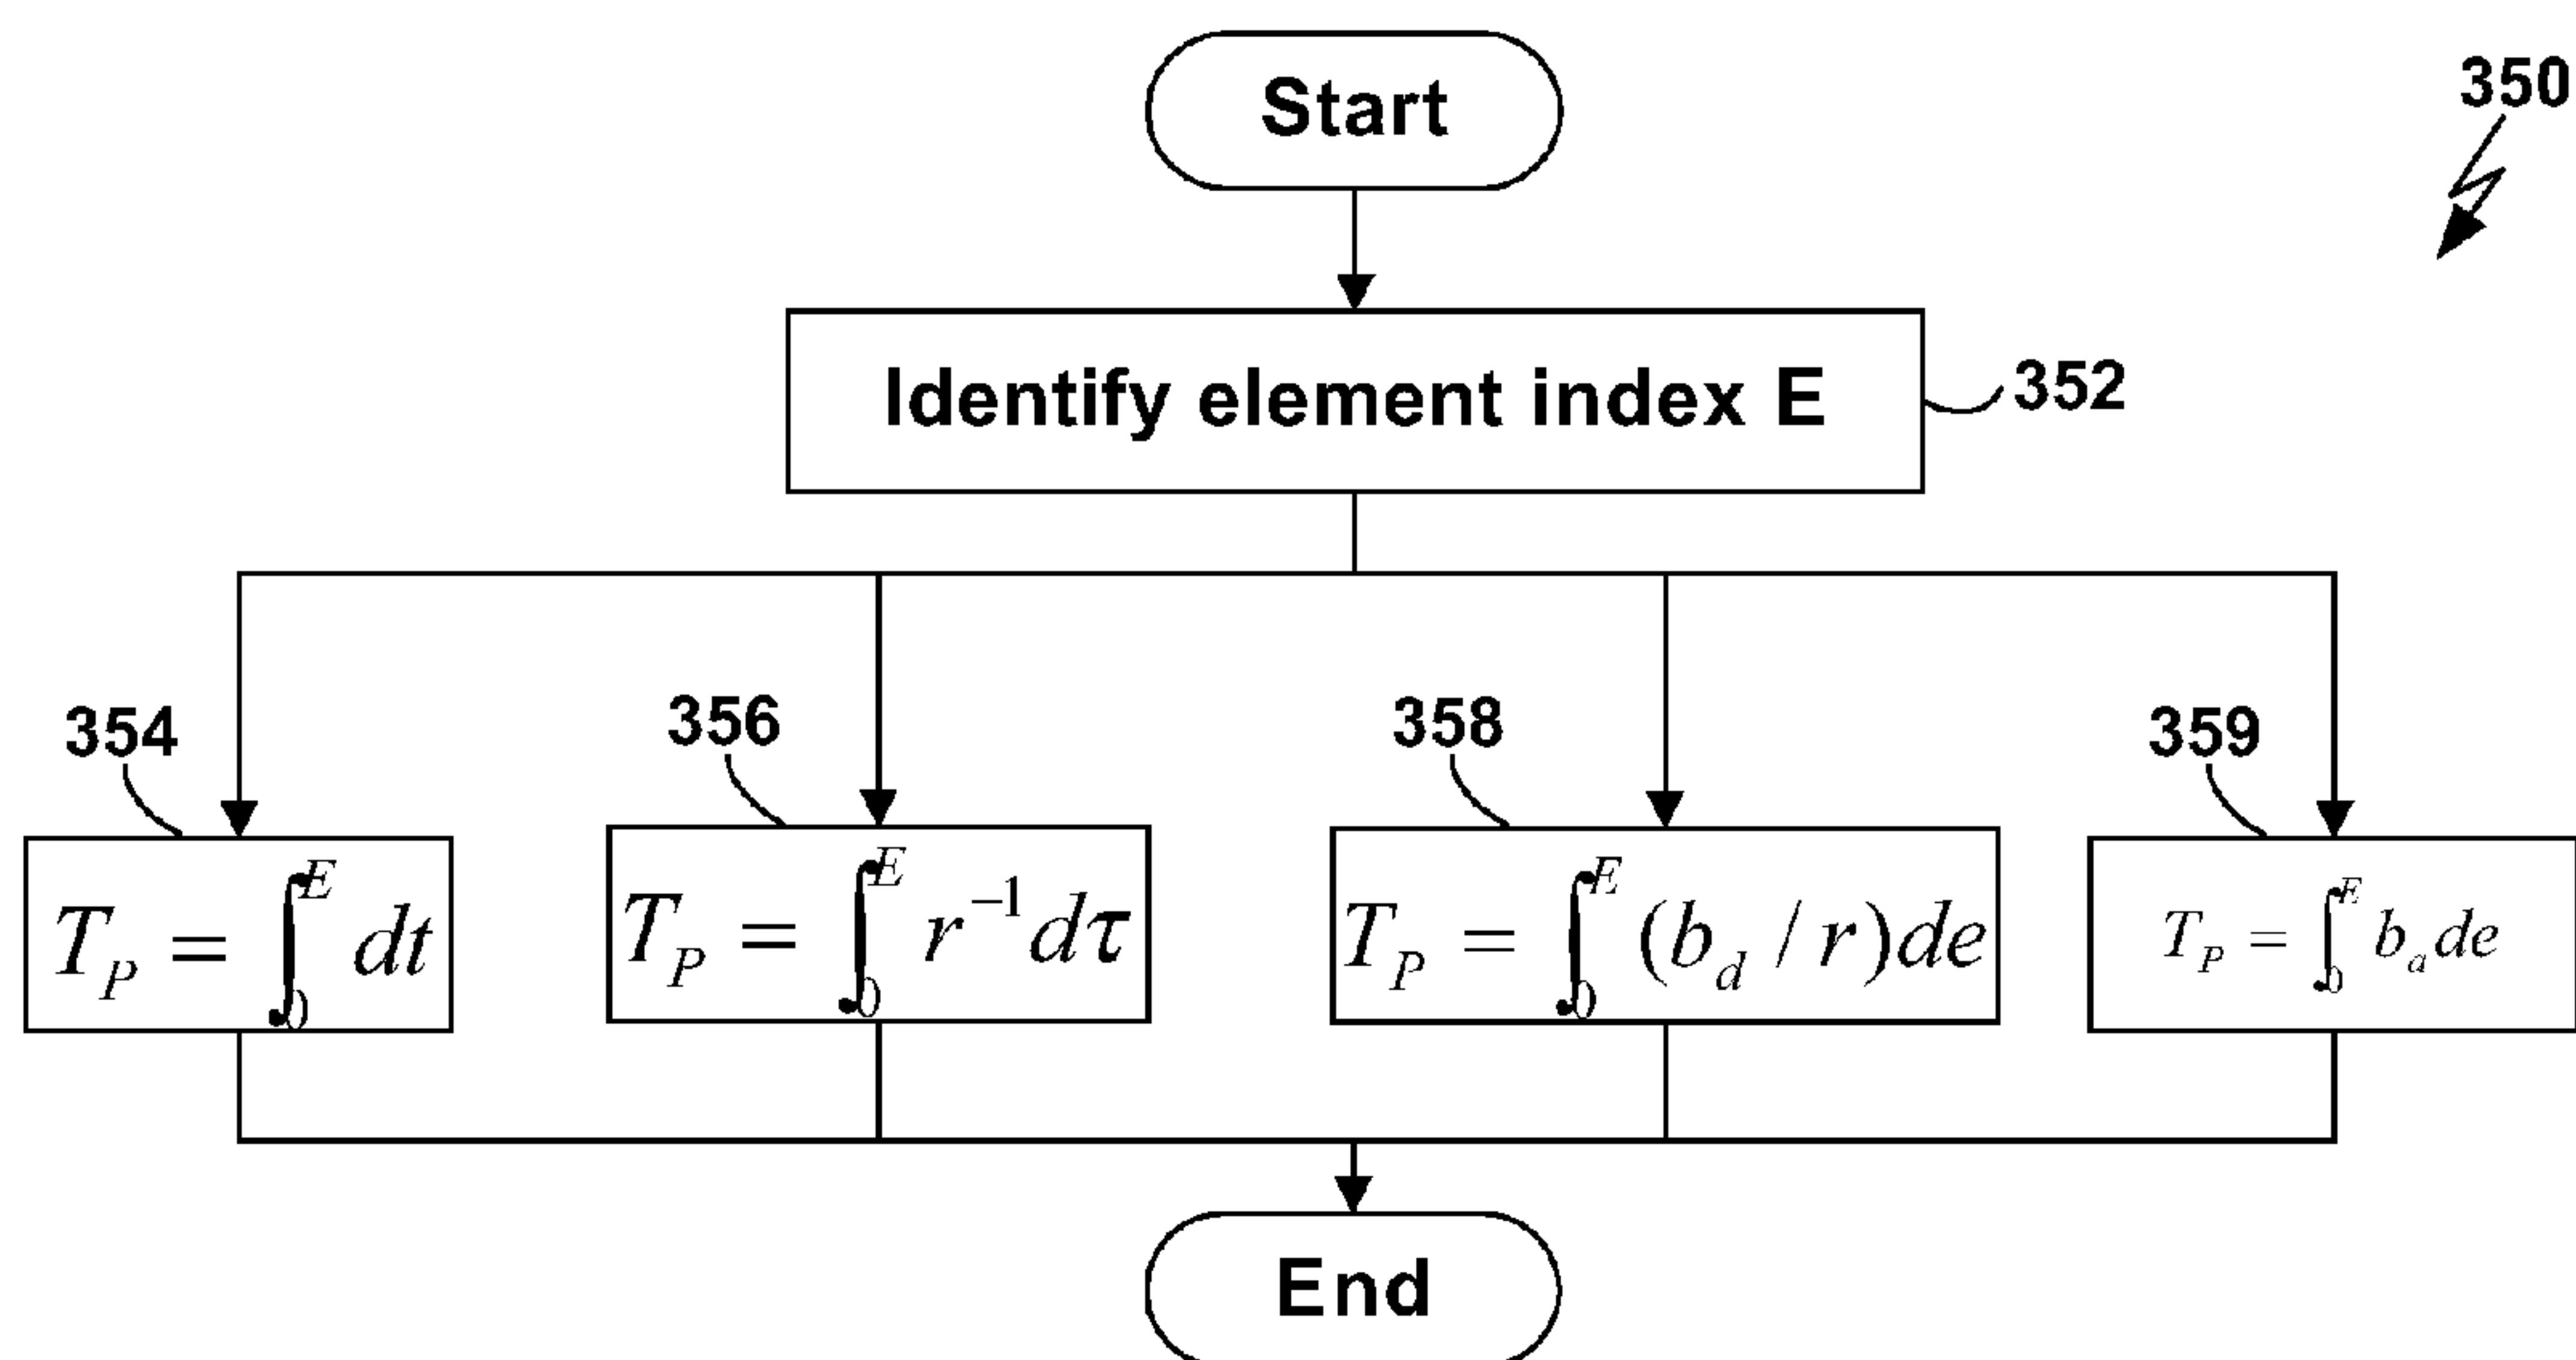 Start
350
Identify element index E
352
354
356
358
359
T_P = ∫_0^E dt
T_P = ∫_0^E r^{-1} dτ
T_P = ∫_0^E (b_d / r) de
T_P = ∫_0^E b_a de
End